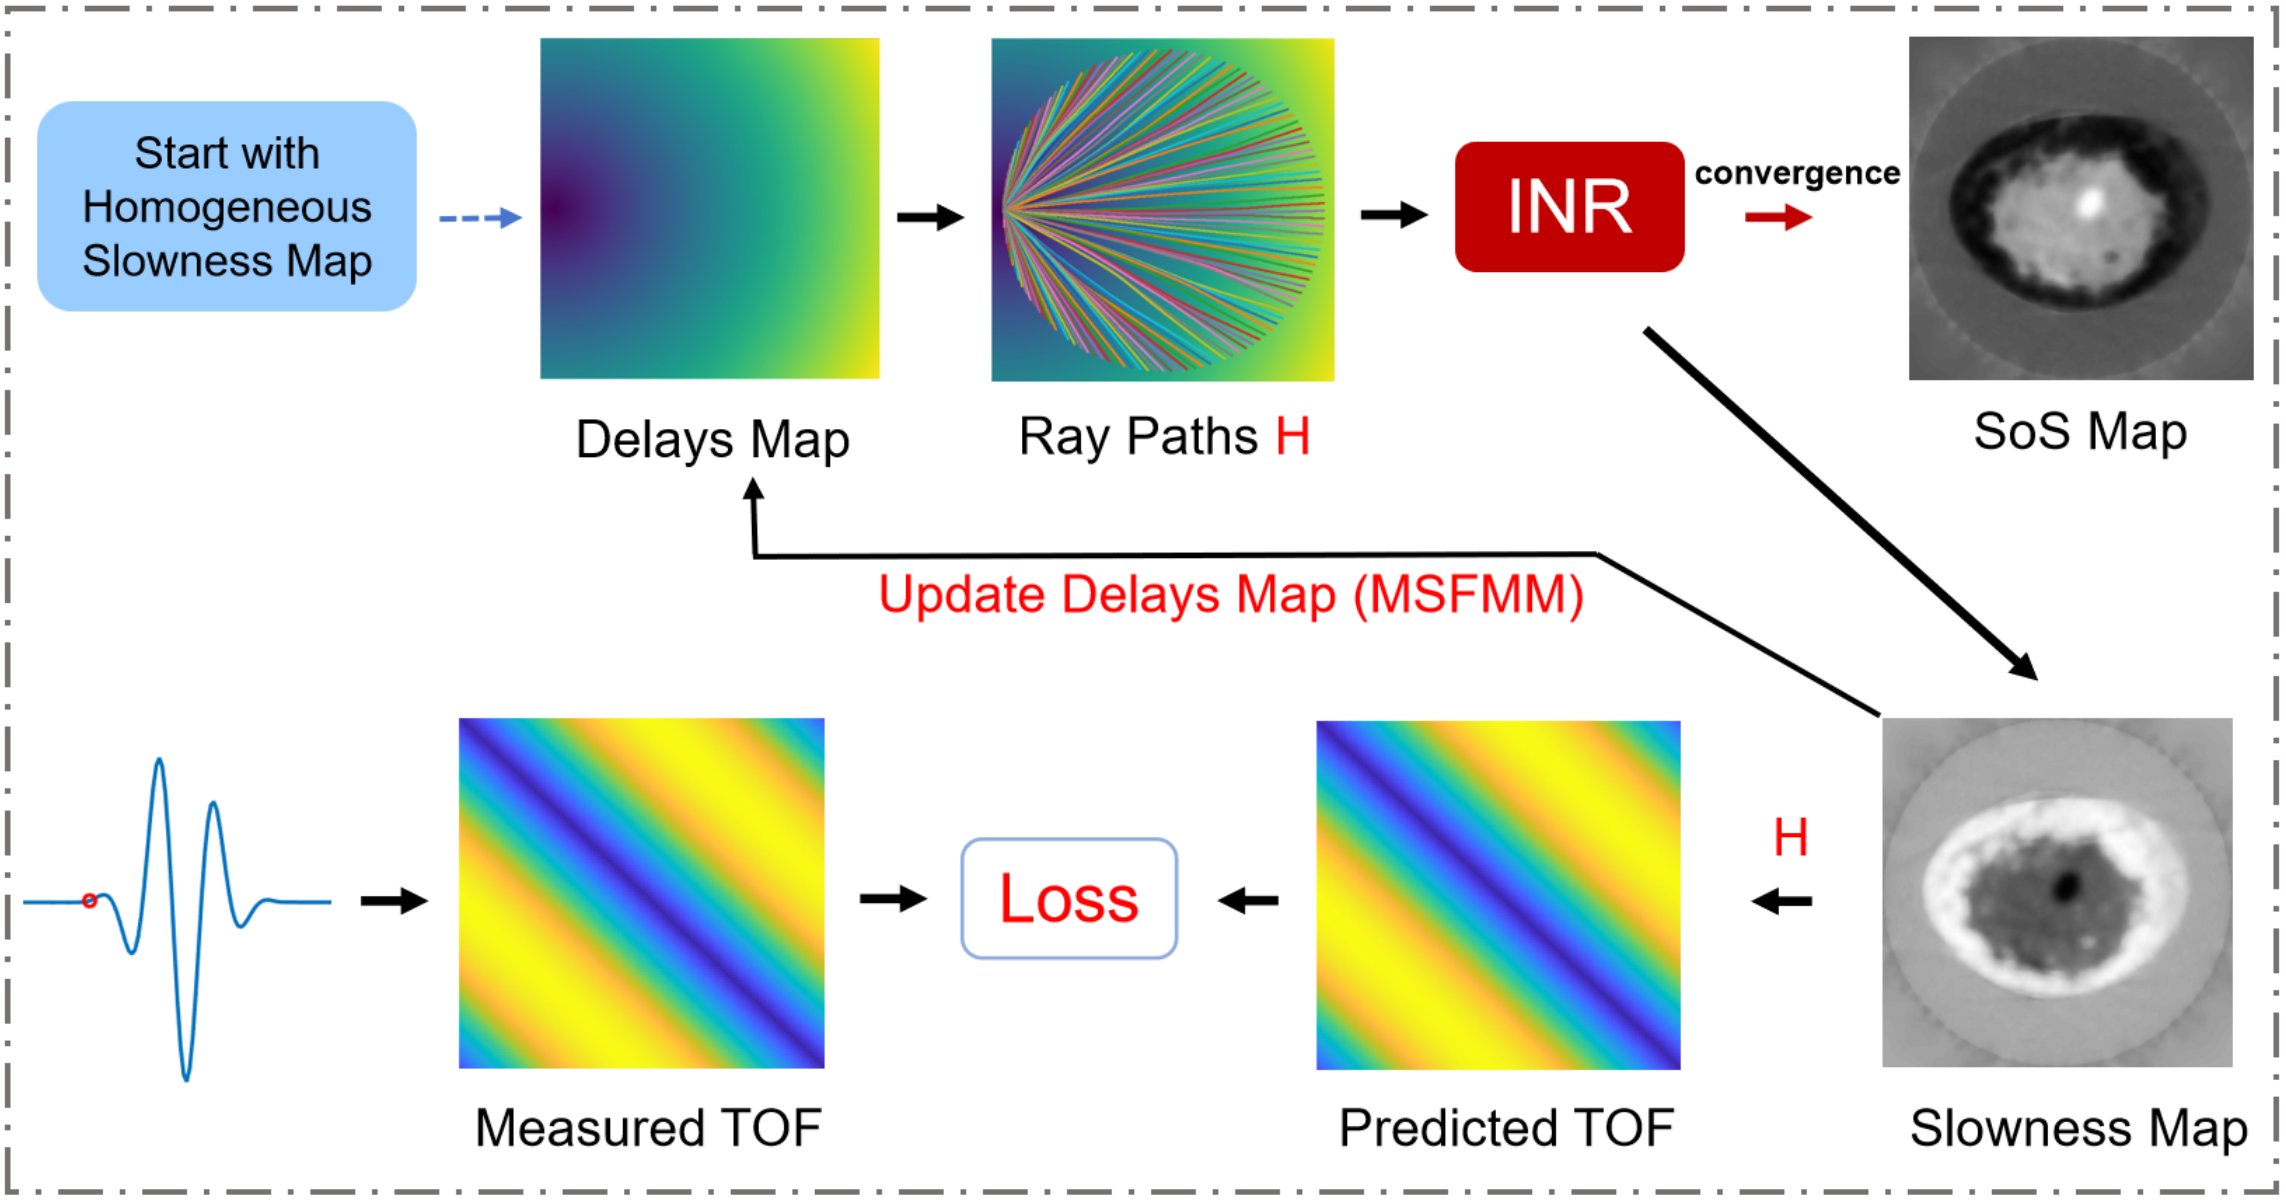 Start with
Homogeneous
Slowness Map
INR
convergence
Delays Map
Ray Paths H
SoS Map
Update Delays Map (MSFMM)
Loss
H
Measured TOF
Predicted TOF
Slowness Map